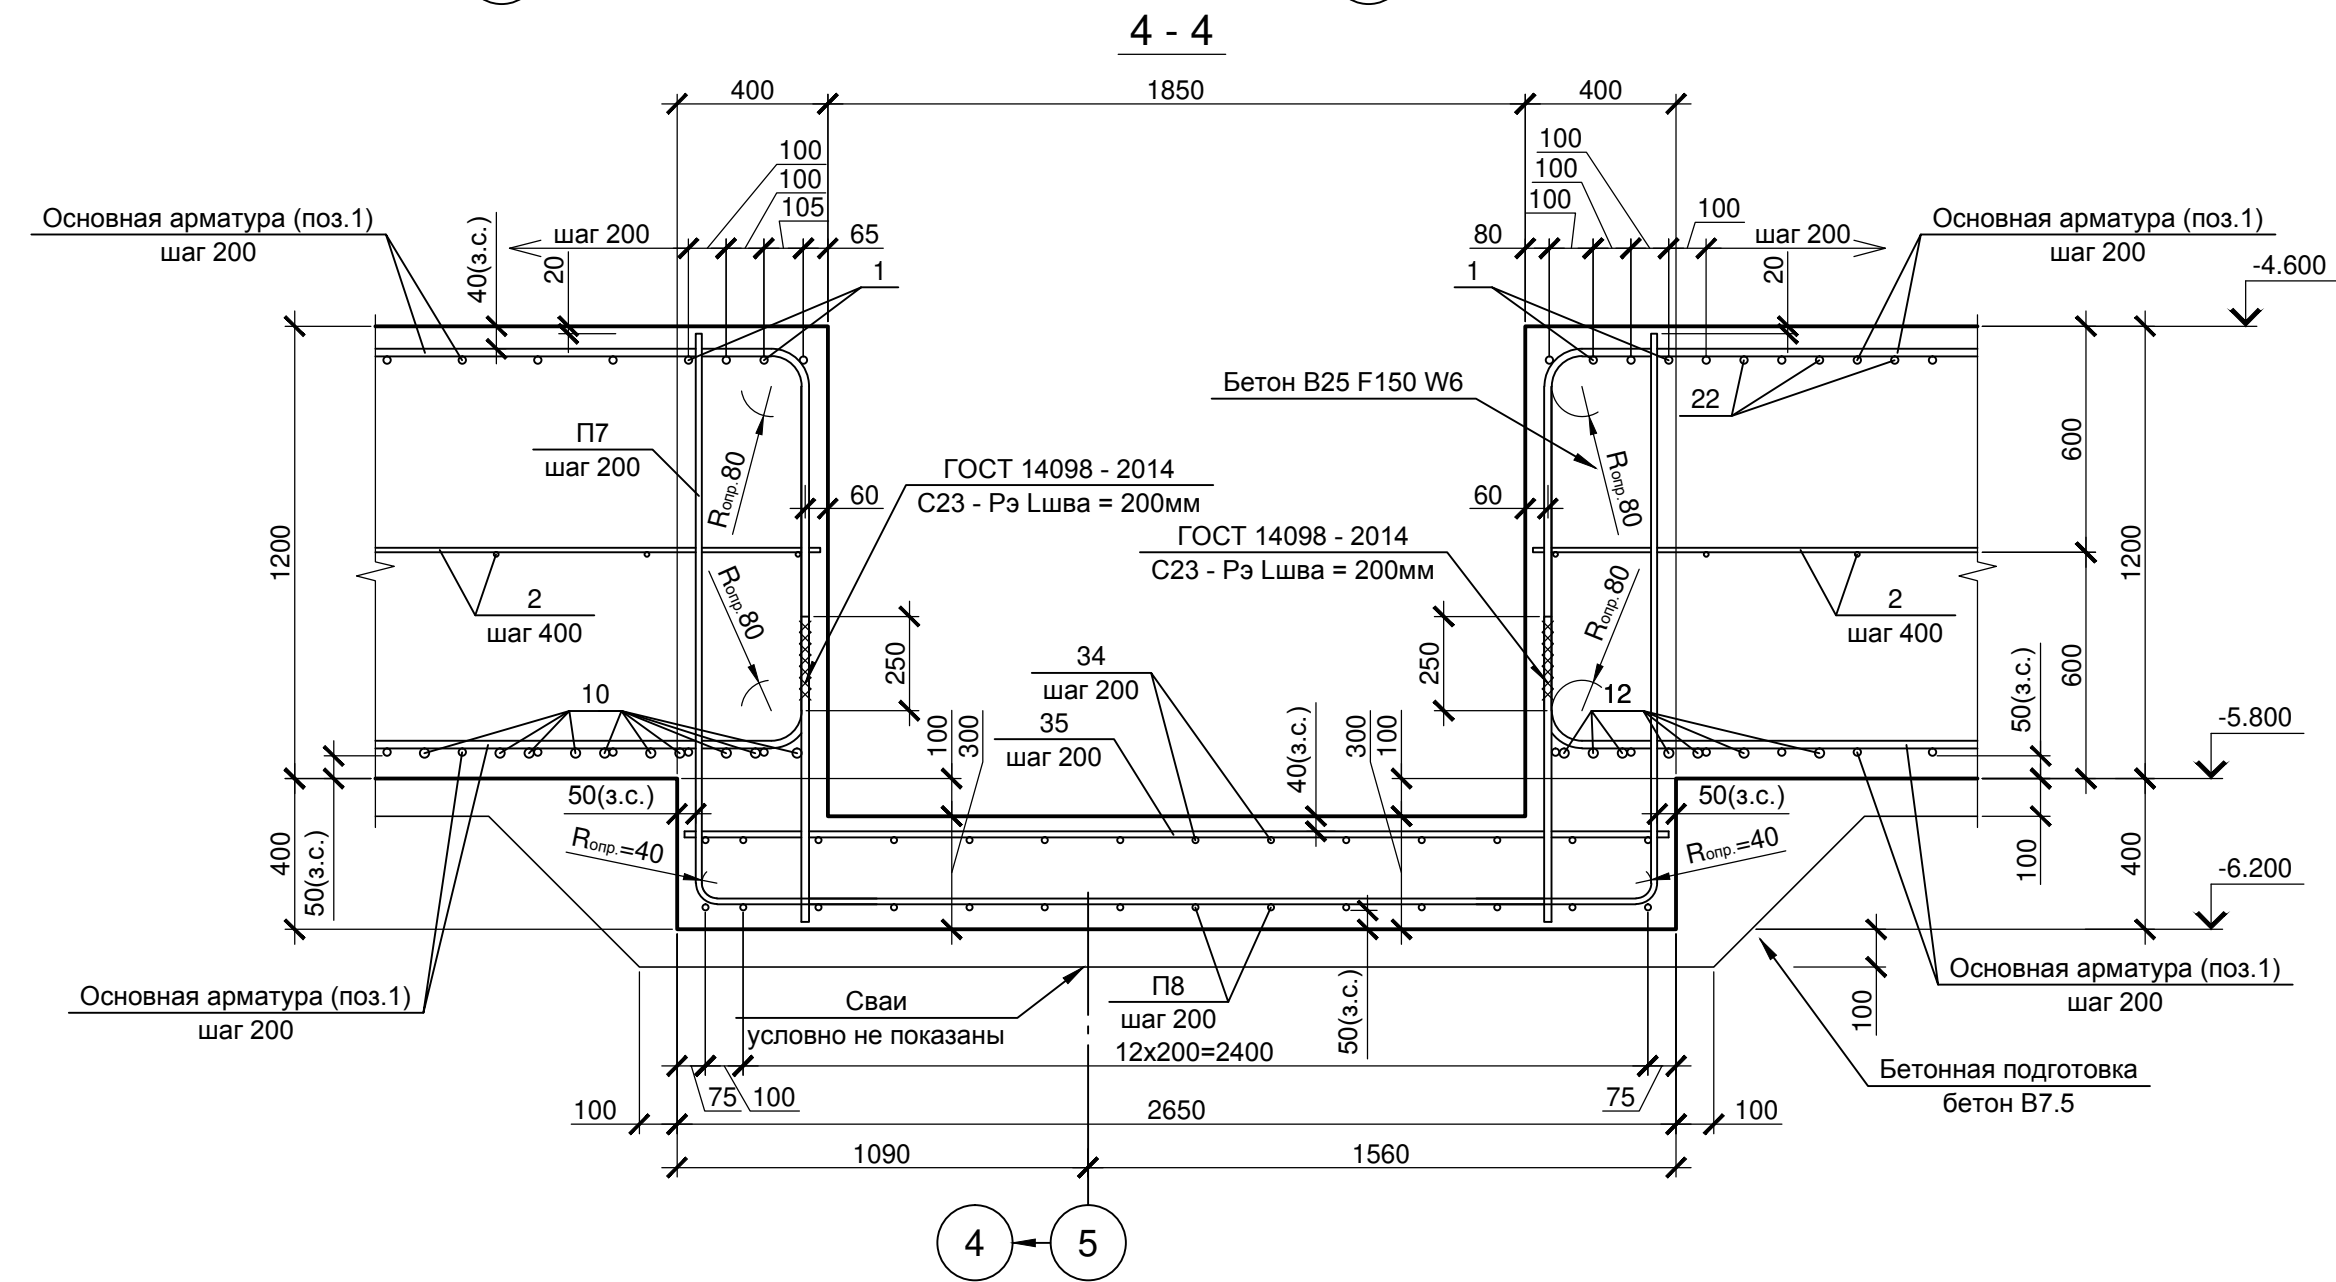 4 - 4
400
1850
400
100
100
105
65
100
100
100
80
100
Основная арматура (поз.1)
шаг 200
40(з.с.)
20
шаг 200
1
1
шаг 200
20
Основная арматура (поз.1)
шаг 200
-4.600
Бетон В25 F150 W6
22
П7
шаг 200
Rопр.80
Rопр.80
ГОСТ 14098 - 2014
С23 - Рэ Lшва = 200мм
60
60
ГОСТ 14098 - 2014
С23 - Рэ Lшва = 200мм
600
1200
1200
2
шаг 400
Rопр.80
Rопр.80
2
шаг 400
250
250
34
шаг 200
35
шаг 200
10
12
50(з.с.)
600
-5.800
100
300
40(з.с.)
300
100
50(з.с.)
50(з.с.)
400
50(з.с.)
Rопр.=40
Rопр.=40
100
400
-6.200
Основная арматура (поз.1)
шаг 200
Сваи
условно не показаны
П8
шаг 200
12х200=2400
50(з.с.)
100
Основная арматура (поз.1)
шаг 200
Бетонная подготовка
бетон В7.5
75
100
75
100
2650
100
1090
1560
4
5